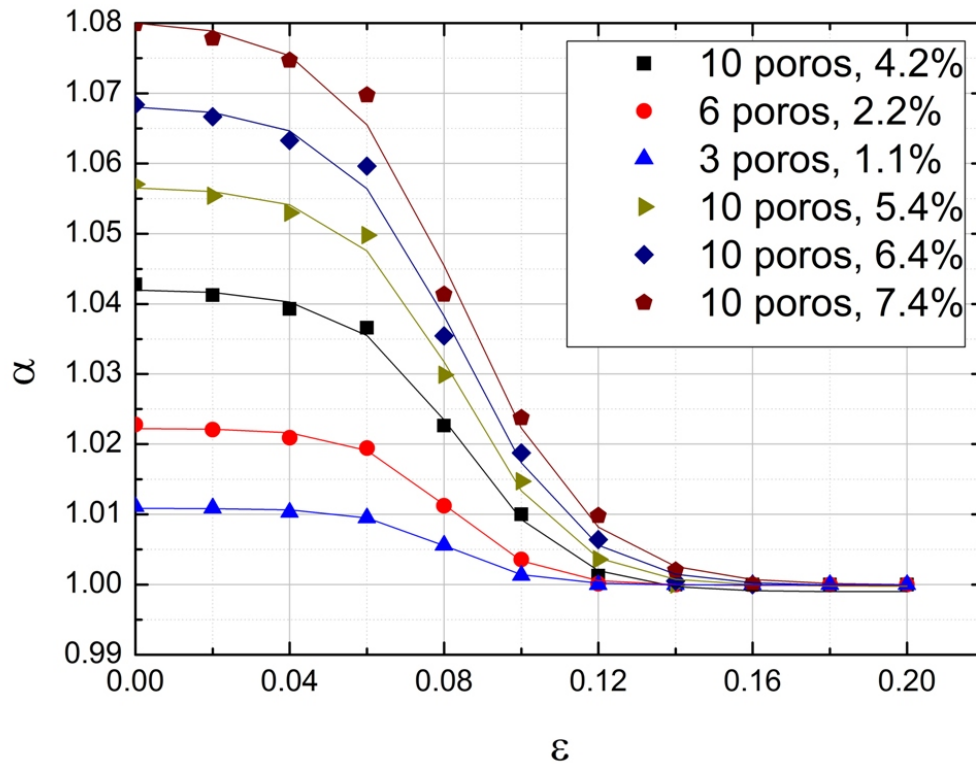 1.08
1.07
1.06
1.05
1.04
1.03
1.02
1.01
1.00
0.99
α
10 poros, 4.2%
6 poros, 2.2%
3 poros, 1.1%
10 poros, 5.4%
10 poros, 6.4%
10 poros, 7.4%
0.00 0.04 0.08 0.12 0.16 0.20
ε